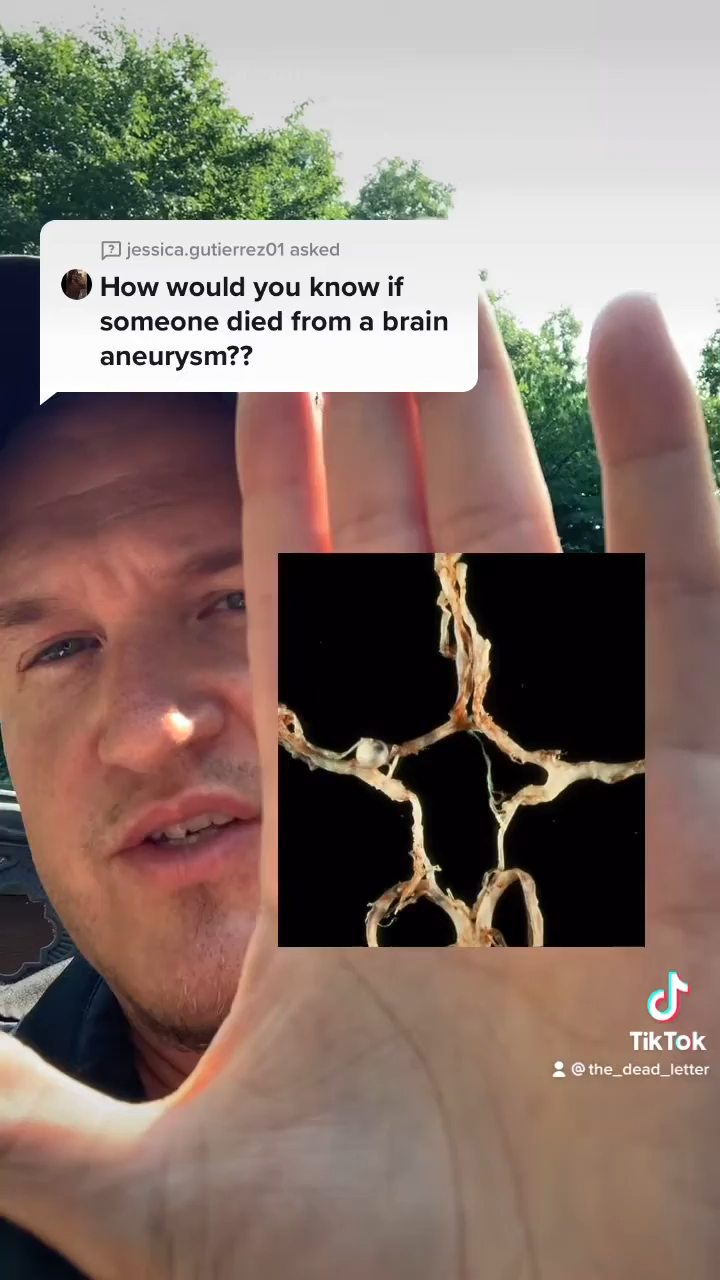 jessica.gutierrez01 asked
How would you know if
someone died from a brain
aneurysm??
TikTok
@the_dead_letter